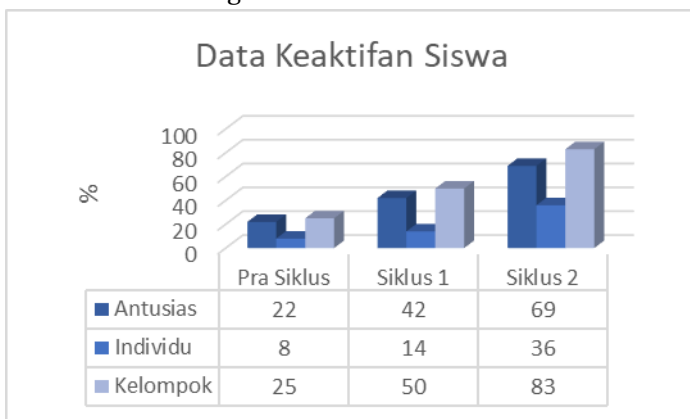 Data Keaktifan Siswa
%
100
80
60
40
20
0
Pra Siklus Siklus 1 Siklus 2
Antusias 22 42 69
Individu 8 14 36
Kelompok 25 50 83